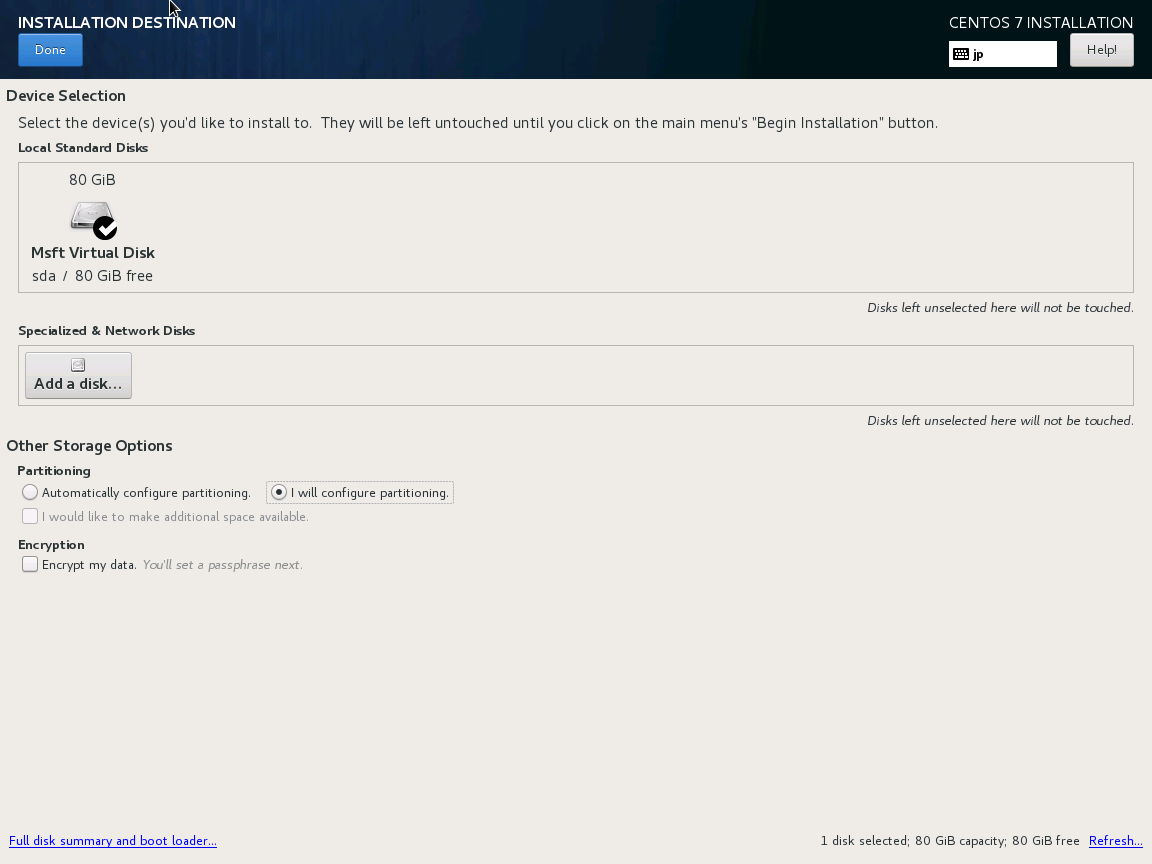 INSTALLATION DESTINATION
CENTOS 7 INSTALLATION
Done
jp
Help!
Device Selection
Select the device(s) you'd like to install to.  They will be left untouched until you click on the main menu's "Begin Installation" button.
Local Standard Disks
80 GiB
Msft Virtual Disk
sda / 80 GiB free
Disks left unselected here will not be touched.
Specialized & Network Disks
Add a disk...
Disks left unselected here will not be touched.
Other Storage Options
Partitioning
Automatically configure partitioning. I will configure partitioning.
I would like to make additional space available.
Encryption
Encrypt my data. You'll set a passphrase next.
Full disk summary and boot loader... 1 disk selected; 80 GiB capacity; 80 GiB free Refresh...